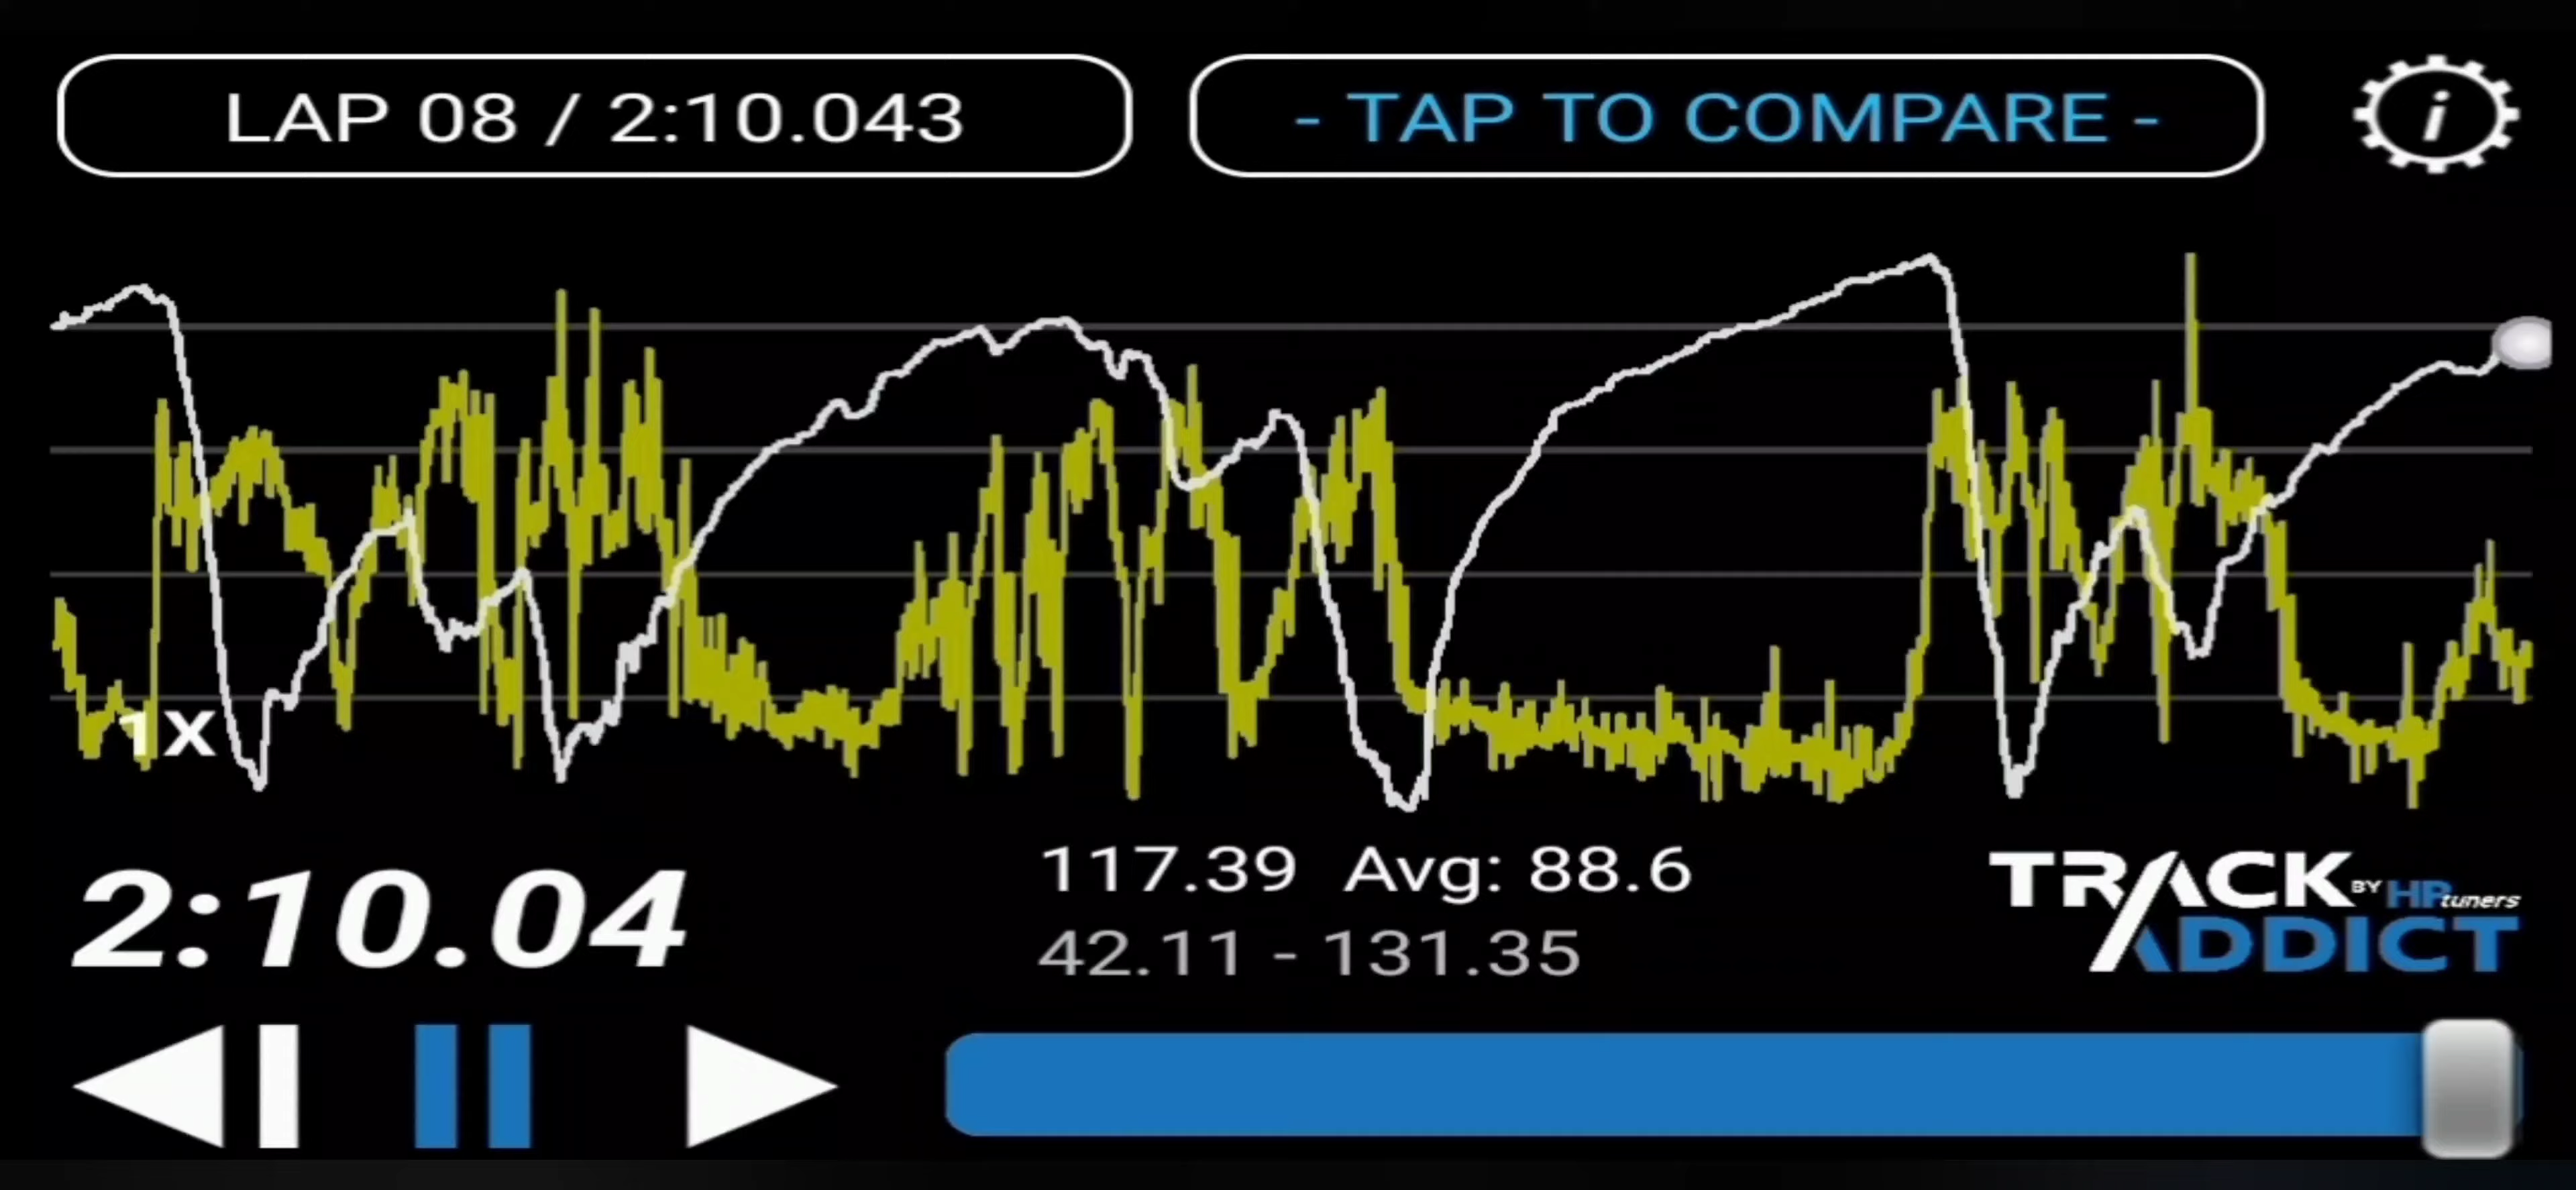 LAP 08 / 2:10.043
- TAP TO COMPARE -
i
1X
2:10.04
117.39 Avg: 88.6
42.11 - 131.35
TRACK BY HP tuners
ADDICT